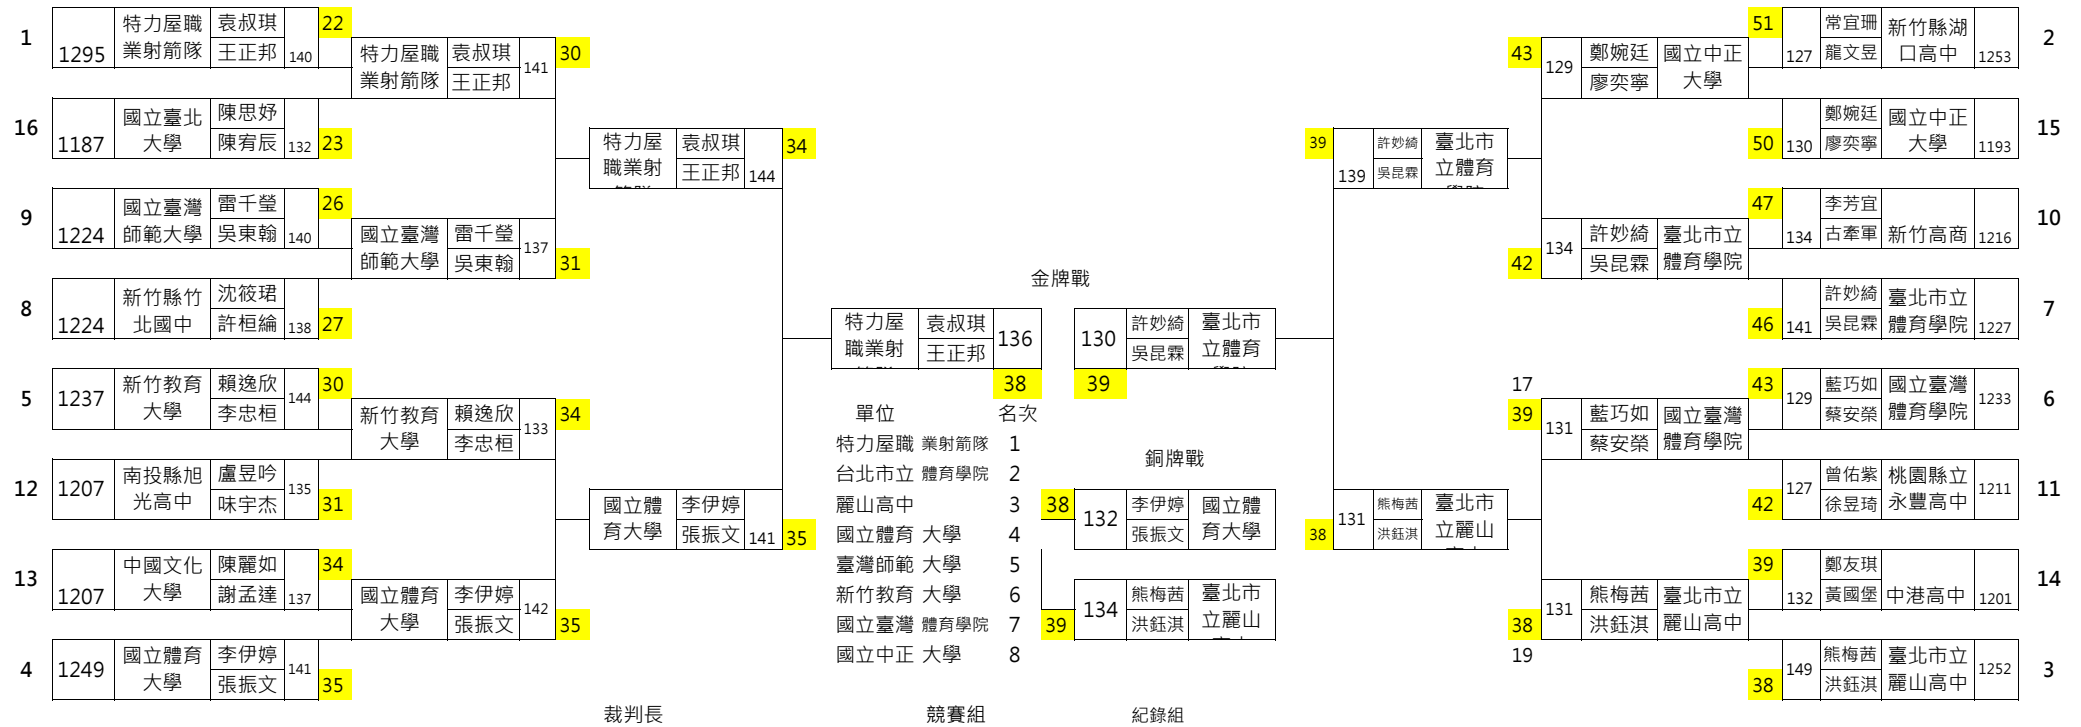 1
1295
特力屋職
業射箭隊
袁叔琪
王正邦
140
22
16
1187
國立臺北
大學
陳思妤
陳宥辰
132
23
9
1224
國立臺灣
師範大學
雷千瑩
吳東翰
140
26
8
1224
新竹縣竹
北國中
沈筱珺
許桓綸
138
27
5
1237
新竹教育
大學
賴逸欣
李忠桓
144
30
12
1207
南投縣旭
光高中
盧昱吟
味宇杰
135
31
13
1207
中國文化
大學
陳麗如
謝孟達
137
34
4
1249
國立體育
大學
李伊婷
張振文
141
35
特力屋職
業射箭隊
袁叔琪
王正邦
141
30
國立臺灣
師範大學
雷千瑩
吳東翰
137
31
新竹教育
大學
賴逸欣
李忠桓
133
34
國立體育
大學
李伊婷
張振文
142
35
特力屋
職業射
袁叔琪
王正邦
144
34
國立體
育大學
李伊婷
張振文
141
35
金牌戰
特力屋
職業射
袁叔琪
王正邦
136
38
130
許妙綺
吳昆霖
臺北市
立體育
39
單位 名次
特力屋職 業射箭隊 1
台北市立 體育學院 2
麗山高中 3
國立體育 大學 4
臺灣師範 大學 5
新竹教育 大學 6
國立臺灣 體育學院 7
國立中正 大學 8
銅牌戰
38
132
李伊婷
張振文
國立體
育大學
39
134
熊梅茜
洪鈺淇
臺北市
立麗山
39
139
許妙綺
吳昆霖
臺北市
立體育
38
131
熊梅茜
洪鈺淇
臺北市
立麗山
43
129
鄭婉廷
廖奕寧
國立中正
大學
42
134
許妙綺
吳昆霖
臺北市立
體育學院
17
39
131
藍巧如
蔡安榮
國立臺灣
體育學院
38
131
熊梅茜
洪鈺淇
臺北市立
麗山高中
19
51
127
常宜珊
龍文昱
新竹縣湖
口高中
1253
2
50
130
鄭婉廷
廖奕寧
國立中正
大學
1193
15
47
134
李芳宜
古牽軍
新竹高商
1216
10
46
141
許妙綺
吳昆霖
臺北市立
體育學院
1227
7
43
129
藍巧如
蔡安榮
國立臺灣
體育學院
1233
6
42
127
曾佑紫
徐昱琦
桃園縣立
永豐高中
1211
11
39
132
鄭友琪
黃國堡
中港高中
1201
14
38
149
熊梅茜
洪鈺淇
臺北市立
麗山高中
1252
3
裁判長 競賽組 紀錄組